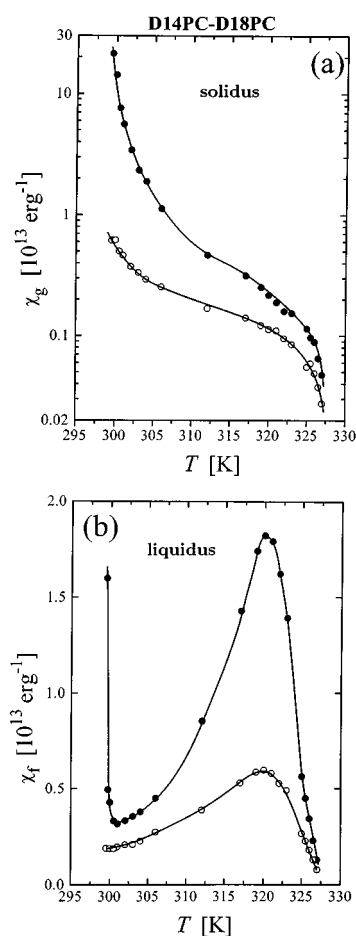 D14PC-D18PC
30
(a)
10
solidus
1
χg [10^13 erg^-1]
0.1
0.02
295 300 305 310 315 320 325 330
T [K]
2.0
(b)
liquidus
1.5
1.0
χf [10^13 erg^-1]
0.5
0.0
295 300 305 310 315 320 325 330
T [K]